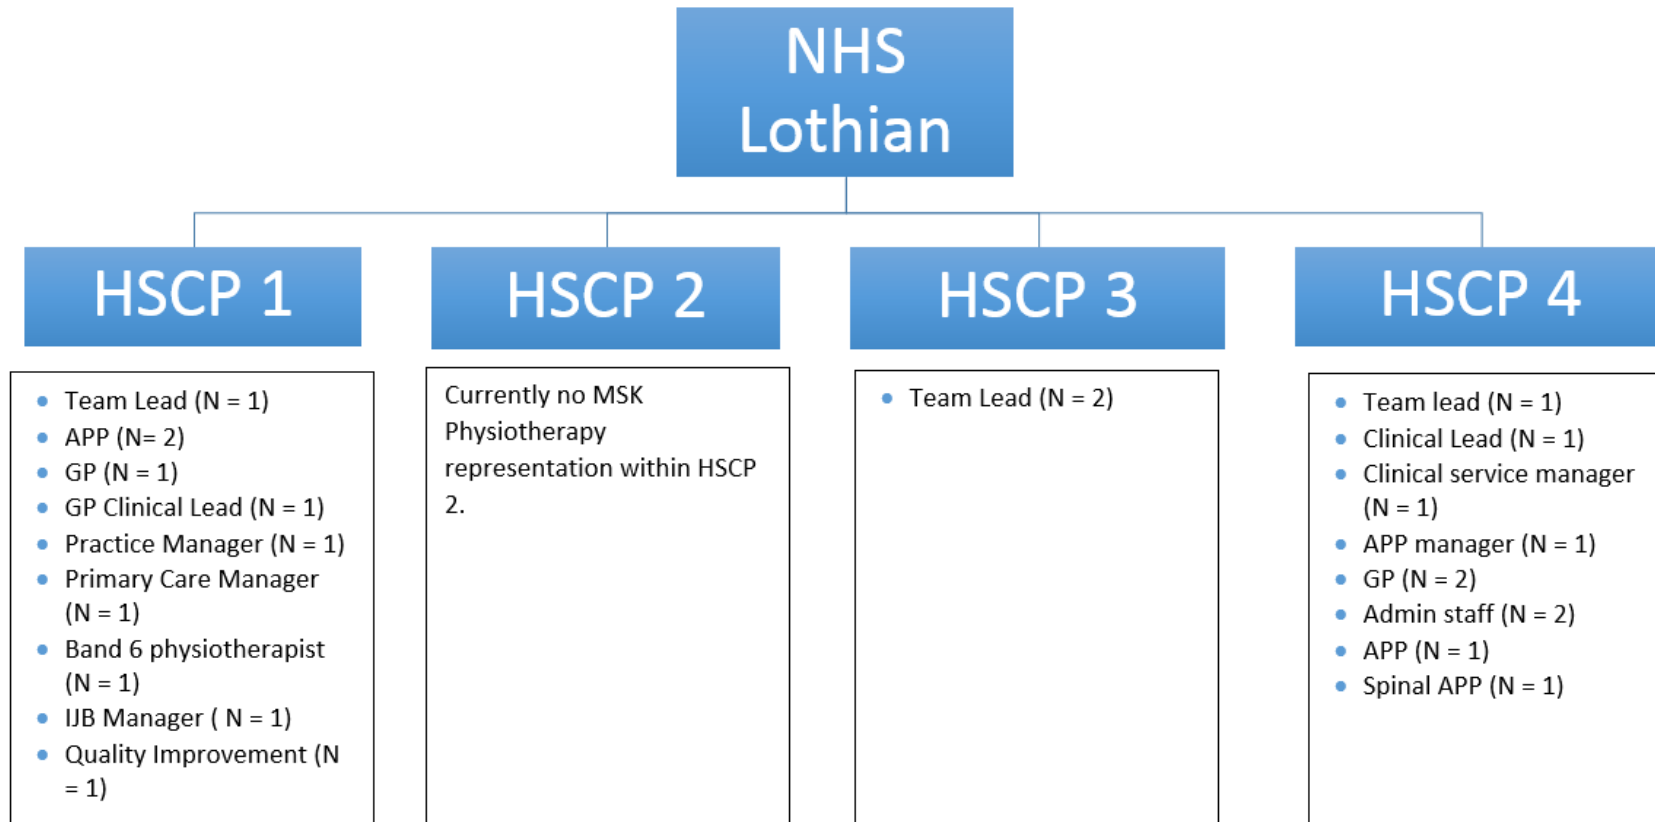 NHS
Lothian
HSCP 1
HSCP 2
HSCP 3
HSCP 4
• Team Lead (N = 1)
• APP (N= 2)
• GP (N = 1)
• GP Clinical Lead (N = 1)
• Practice Manager (N = 1)
• Primary Care Manager
(N = 1)
• Band 6 physiotherapist
(N = 1)
• IJB Manager ( N = 1)
• Quality Improvement (N
= 1)
Currently no MSK
Physiotherapy
representation within HSCP
2.
• Team Lead (N = 2)
• Team lead (N = 1)
• Clinical Lead (N = 1)
• Clinical service manager
(N = 1)
• APP manager (N = 1)
• GP (N = 2)
• Admin staff (N = 2)
• APP (N = 1)
• Spinal APP (N = 1)